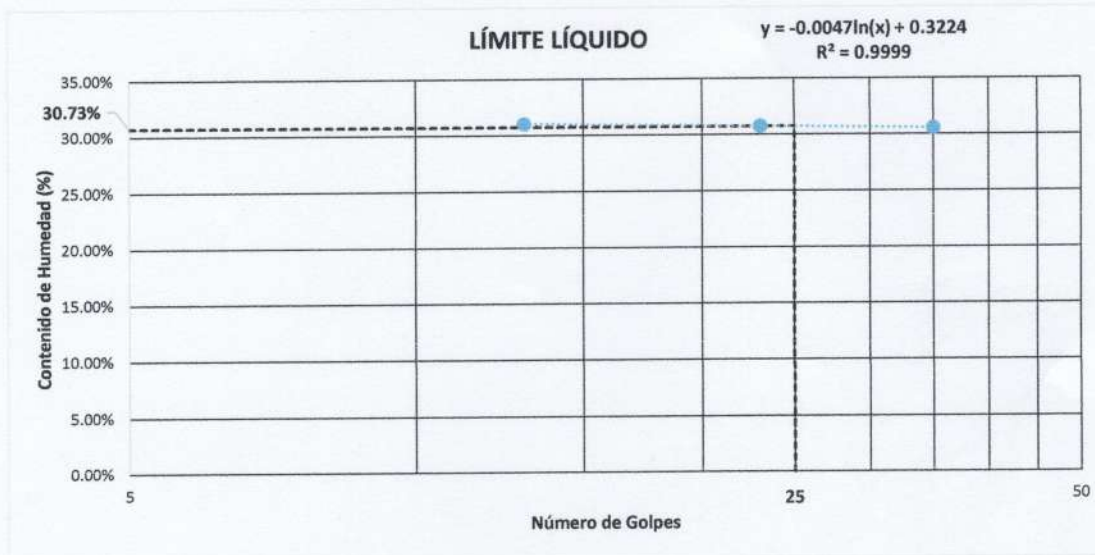 LÍMITE LÍQUIDO
y = -0.0047ln(x) + 0.3224
R² = 0.9999
35.00%
30.73%
30.00%
25.00%
20.00%
15.00%
10.00%
5.00%
0.00%
Contenido de Humedad (%)
5
25
50
Número de Golpes